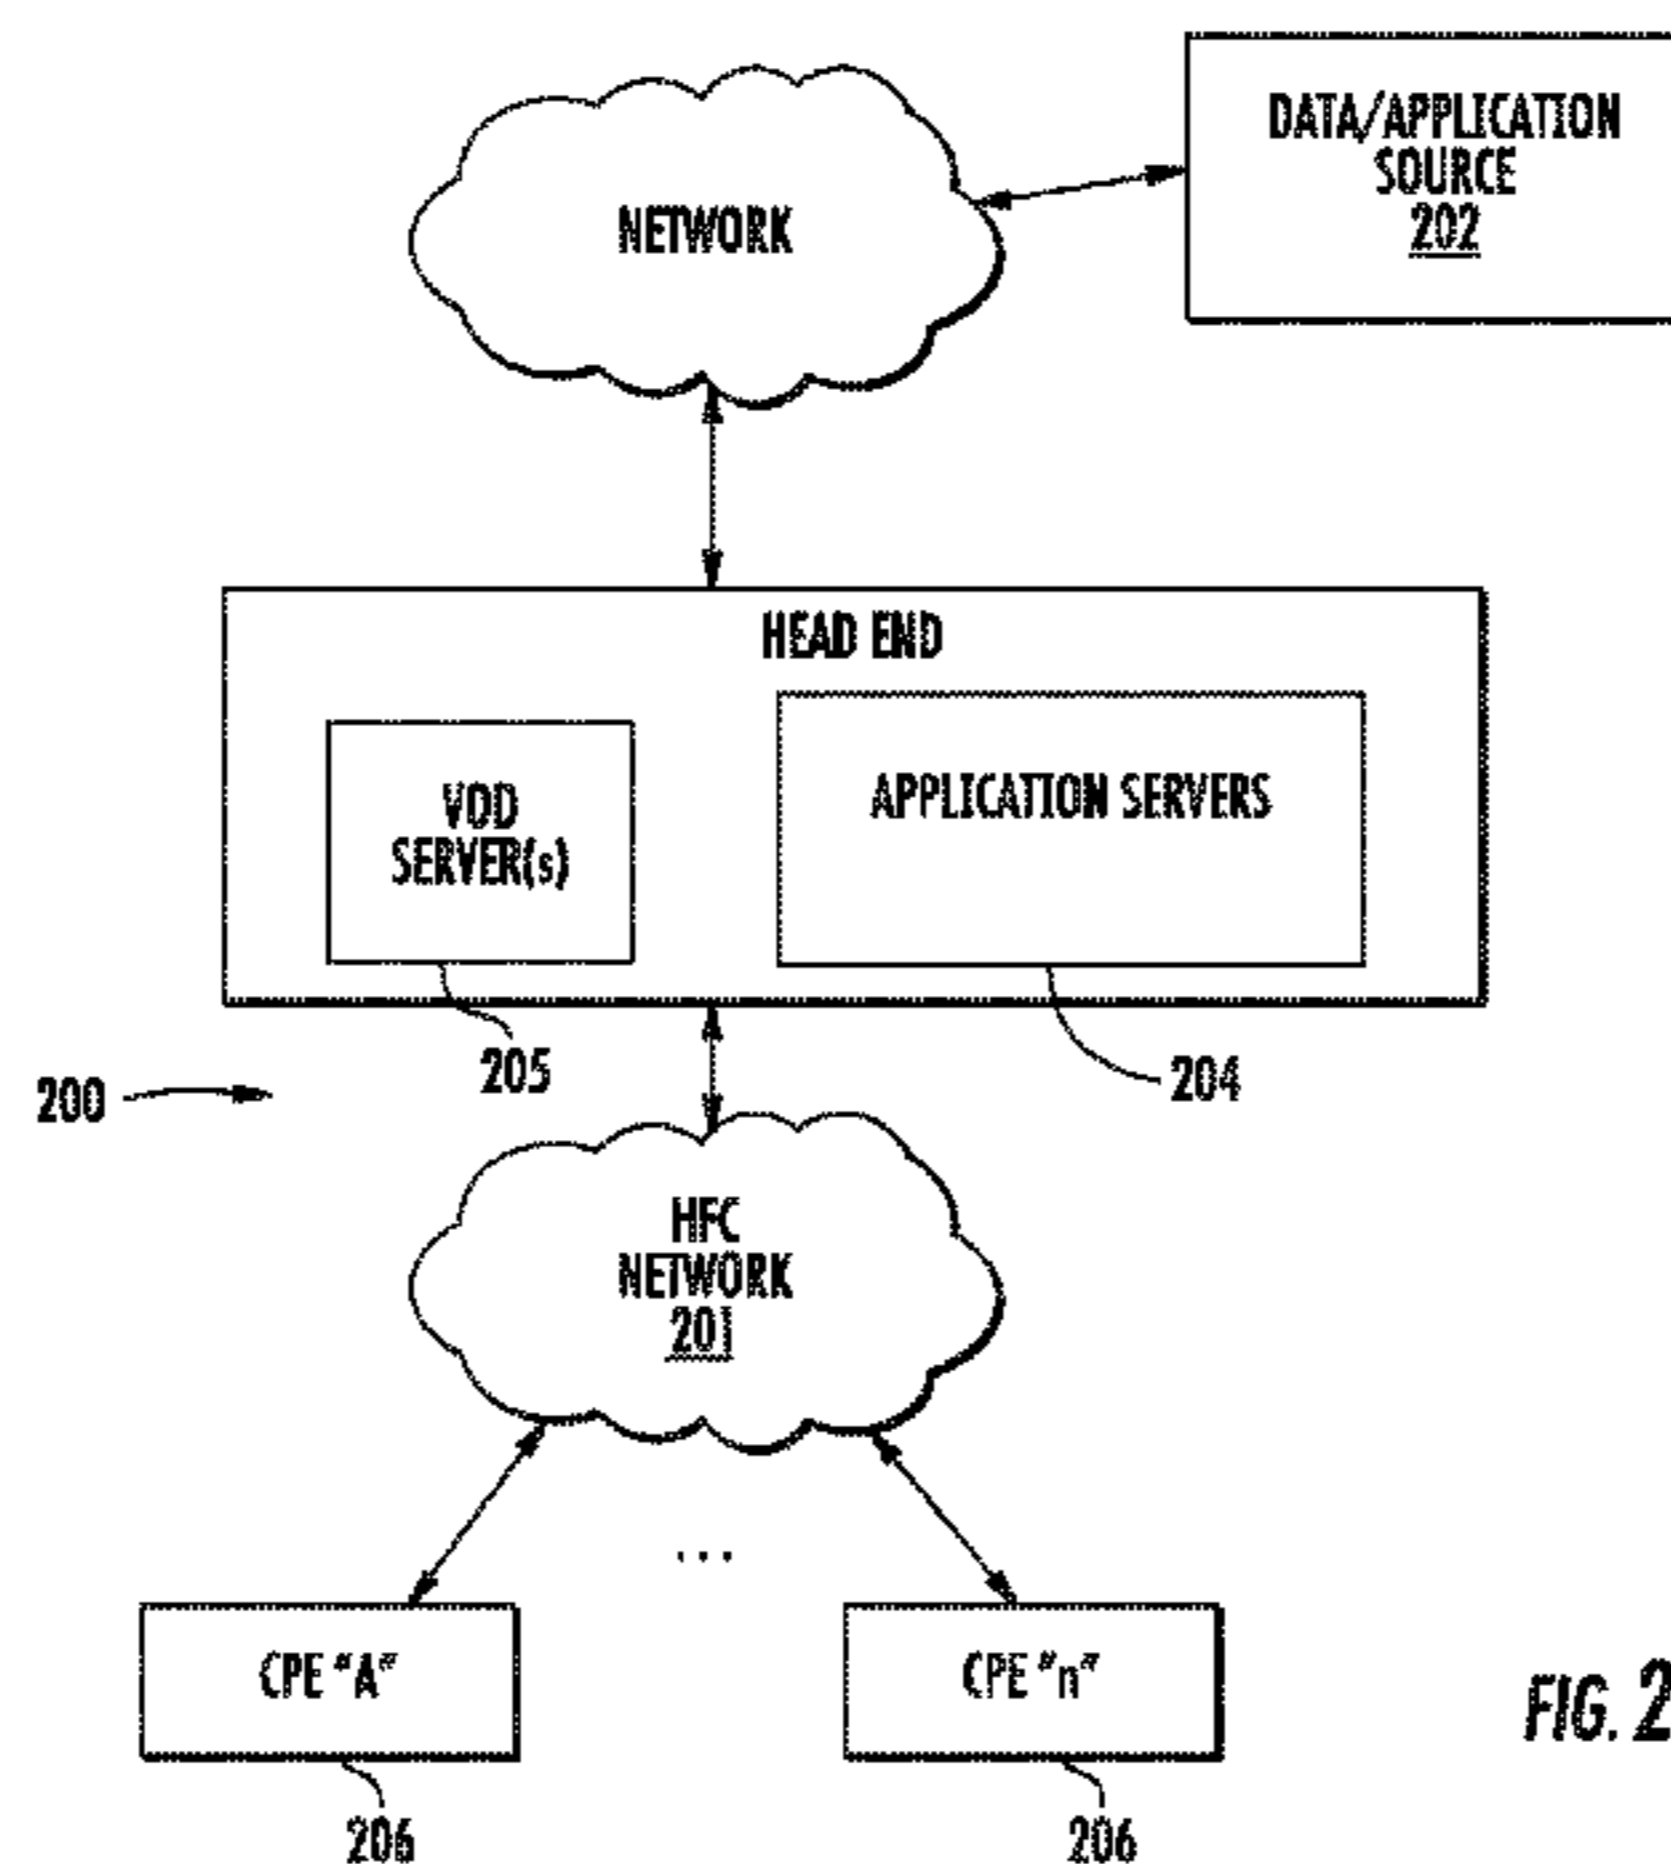 DATA/APPLICATION
SOURCE
202
NETWORK
HEAD END
VOD
SERVER(s)
APPLICATION SERVERS
205
204
200
HFC
NETWORK
201
...
CPE "A"
CPE "n"
FIG. 2
206
206